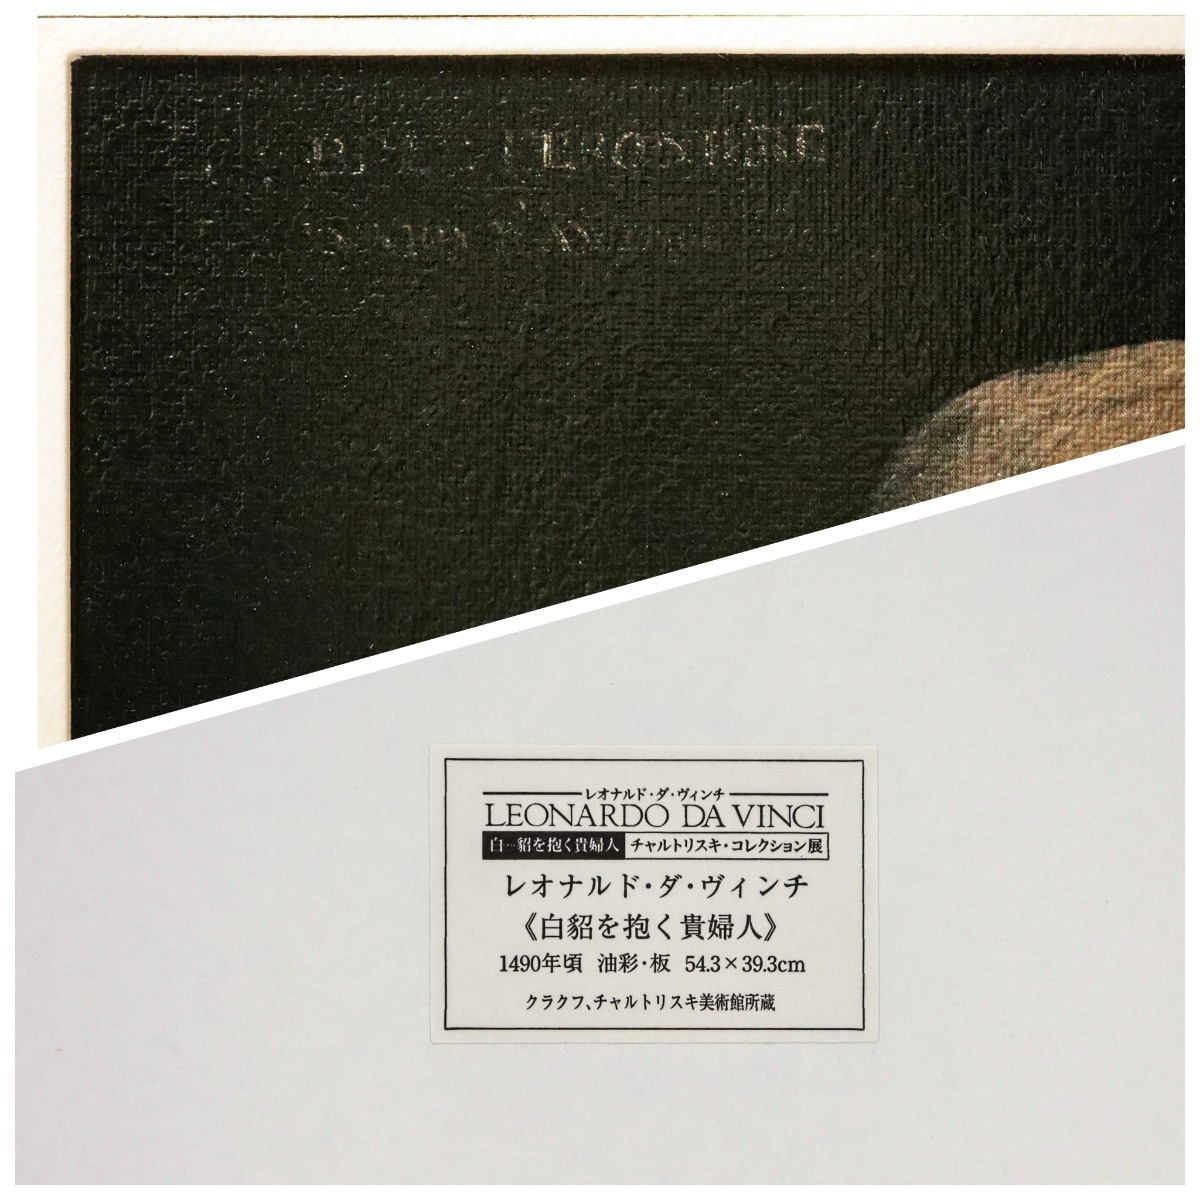 レオナルド・ダ・ヴィンチ
LEONARDO DA VINCI
白貂を抱く貴婦人 チャルトリスキ・コレクション展
レオナルド・ダ・ヴィンチ
《白貂を抱く貴婦人》
1490年頃 油彩・板 54.3×39.3cm
クラクフ、チャルトリスキ美術館所蔵